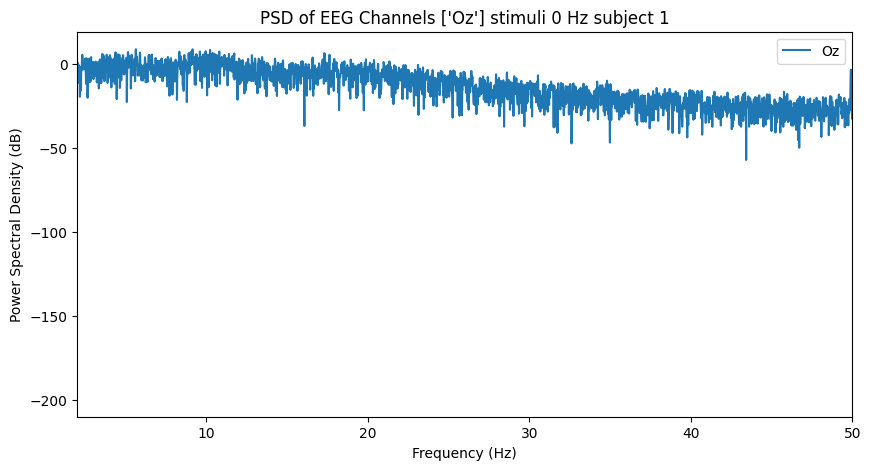 PSD of EEG Channels ['Oz'] stimuli 0 Hz subject 1
Oz
Power Spectral Density (dB)
0
−50
−100
−150
−200
10 20 30 40 50
Frequency (Hz)